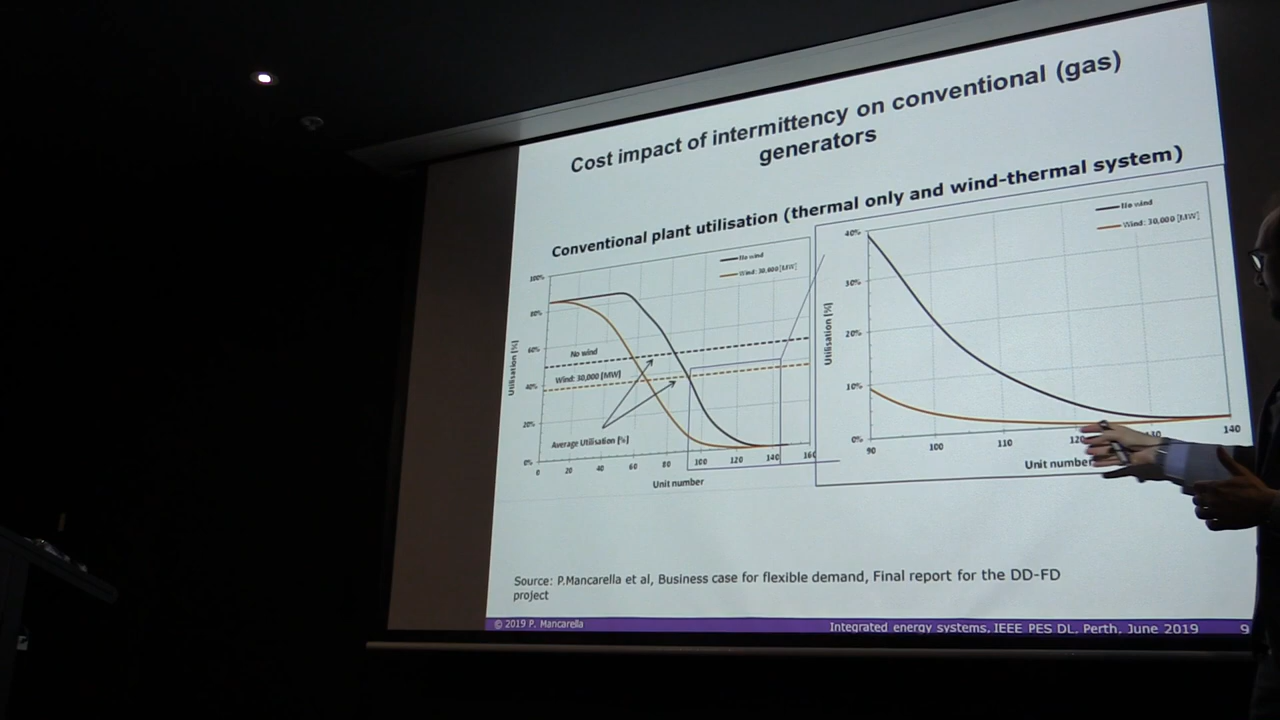 Cost impact of intermittency on conventional (gas)
generators
Conventional plant utilisation (thermal only and wind-thermal system)
No wind
Wind: 30,000 [MW]
100%
80%
60%
40%
20%
0%
Utilisation [%]
No wind
Wind: 30,000 [MW]
Average Utilisation [%]
0 20 40 60 80 100 120 140
Unit number
No wind
Wind: 30,000 [MW]
40%
30%
20%
10%
0%
Utilisation [%]
90 100 110 140
Unit number
Source: P.Mancarella et al, Business case for flexible demand, Final report for the DD-FD
project
© 2019 P. Mancarella
Integrated energy systems, IEEE PES DL, Perth, June 2019 9